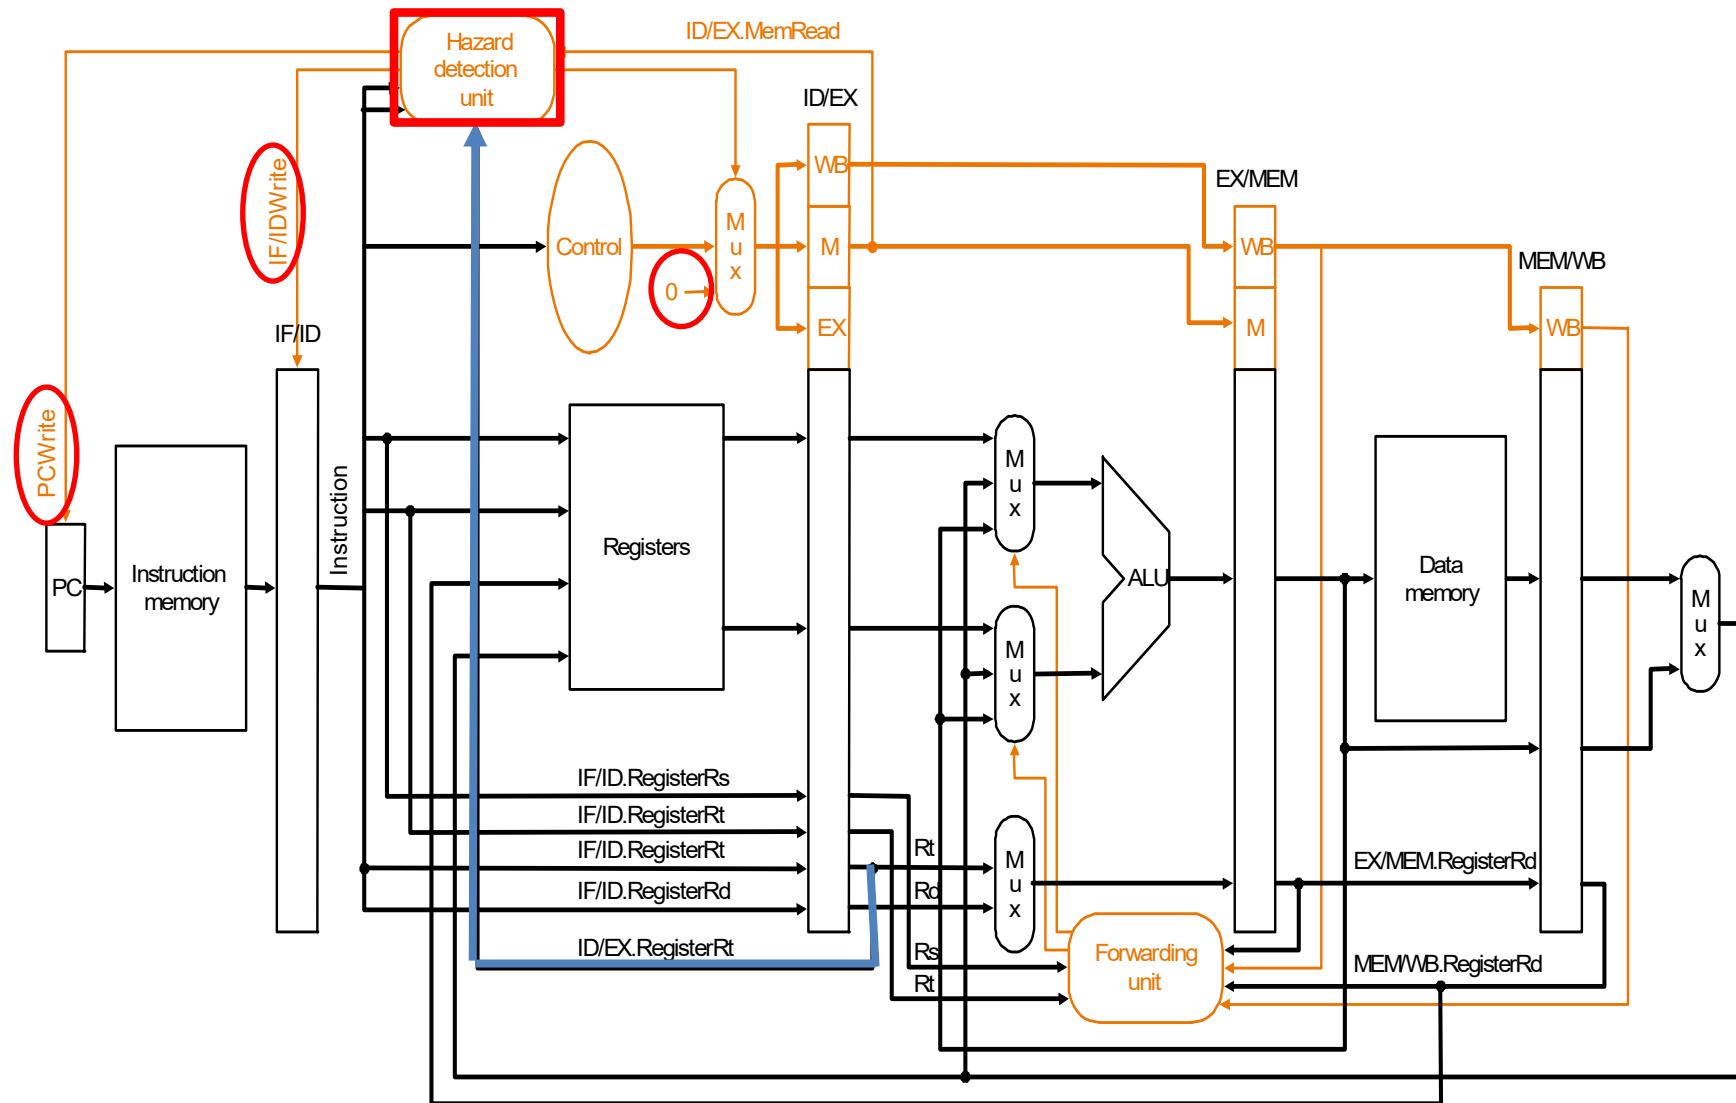 Hazard
detection
unit
ID/EX.MemRead
ID/EX
WB
M
EX
IF/IDWrite
Control
M
u
x
0
EX/MEM
WB
M
MEM/WB
WB
IF/ID
PCWrite
PC
Instruction
memory
Instruction
Registers
M
u
x
M
u
x
ALU
Data
memory
M
u
x
IF/ID.RegisterRs
IF/ID.RegisterRt
IF/ID.RegisterRt
IF/ID.RegisterRd
ID/EX.RegisterRt
Rt
Rd
Rs
Rt
M
u
x
Forwarding
unit
EX/MEM.RegisterRd
MEM/WB.RegisterRd